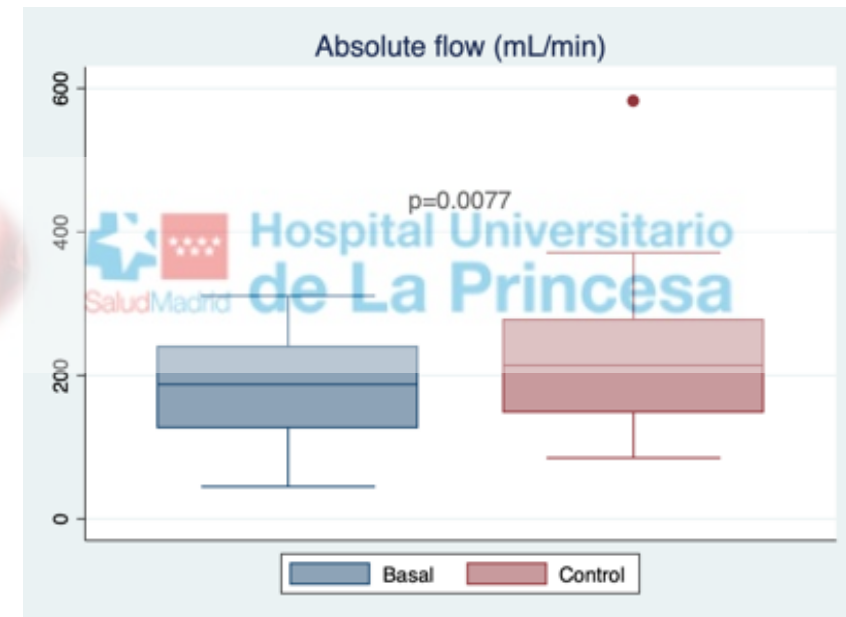 Absolute flow (mL/min)
600
p=0.0077
400
Hospital Universitario
de La Princesa
SaludMadrid
200
0
Basal
Control